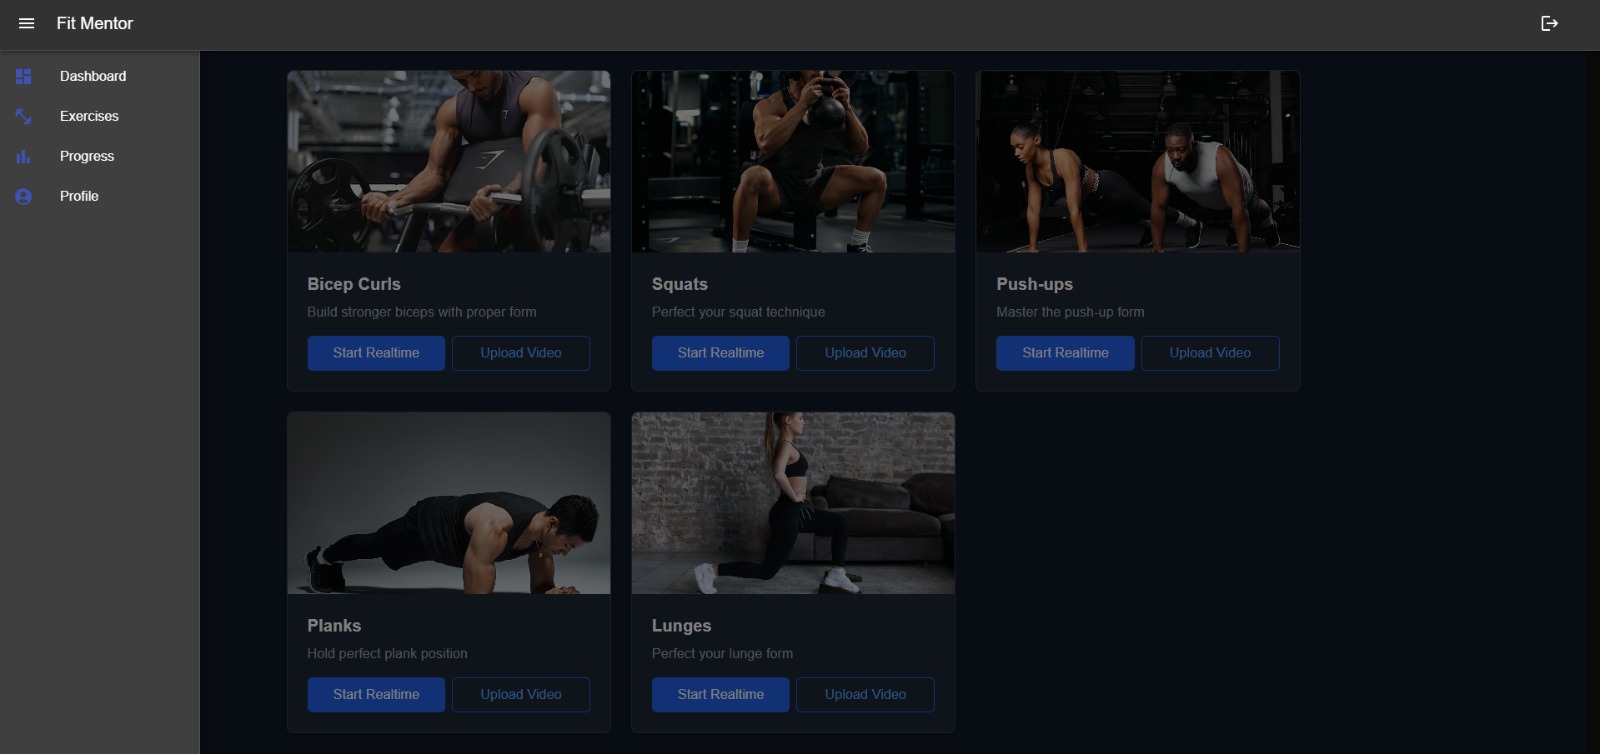 Fit Mentor
Dashboard
Exercises
Progress
Profile
Bicep Curls
Build stronger biceps with proper form
Start Realtime
Upload Video
Squats
Perfect your squat technique
Start Realtime
Upload Video
Push-ups
Master the push-up form
Start Realtime
Upload Video
Planks
Hold perfect plank position
Start Realtime
Upload Video
Lunges
Perfect your lunge form
Start Realtime
Upload Video